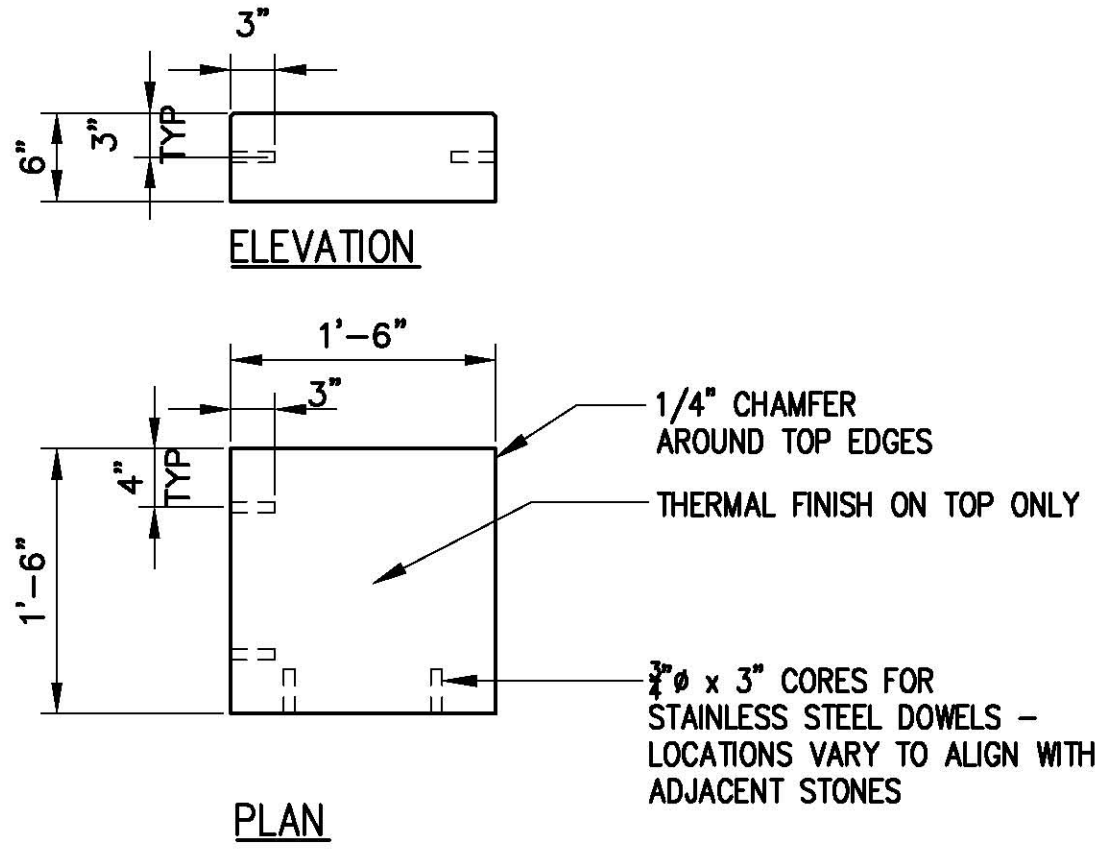 3"
3"
TYP
6"
ELEVATION
1'-6"
3"
4"
TYP
1'-6"
1/4" CHAMFER
AROUND TOP EDGES
THERMAL FINISH ON TOP ONLY
3/4"ø x 3" CORES FOR
STAINLESS STEEL DOWELS –
LOCATIONS VARY TO ALIGN WITH
ADJACENT STONES
PLAN